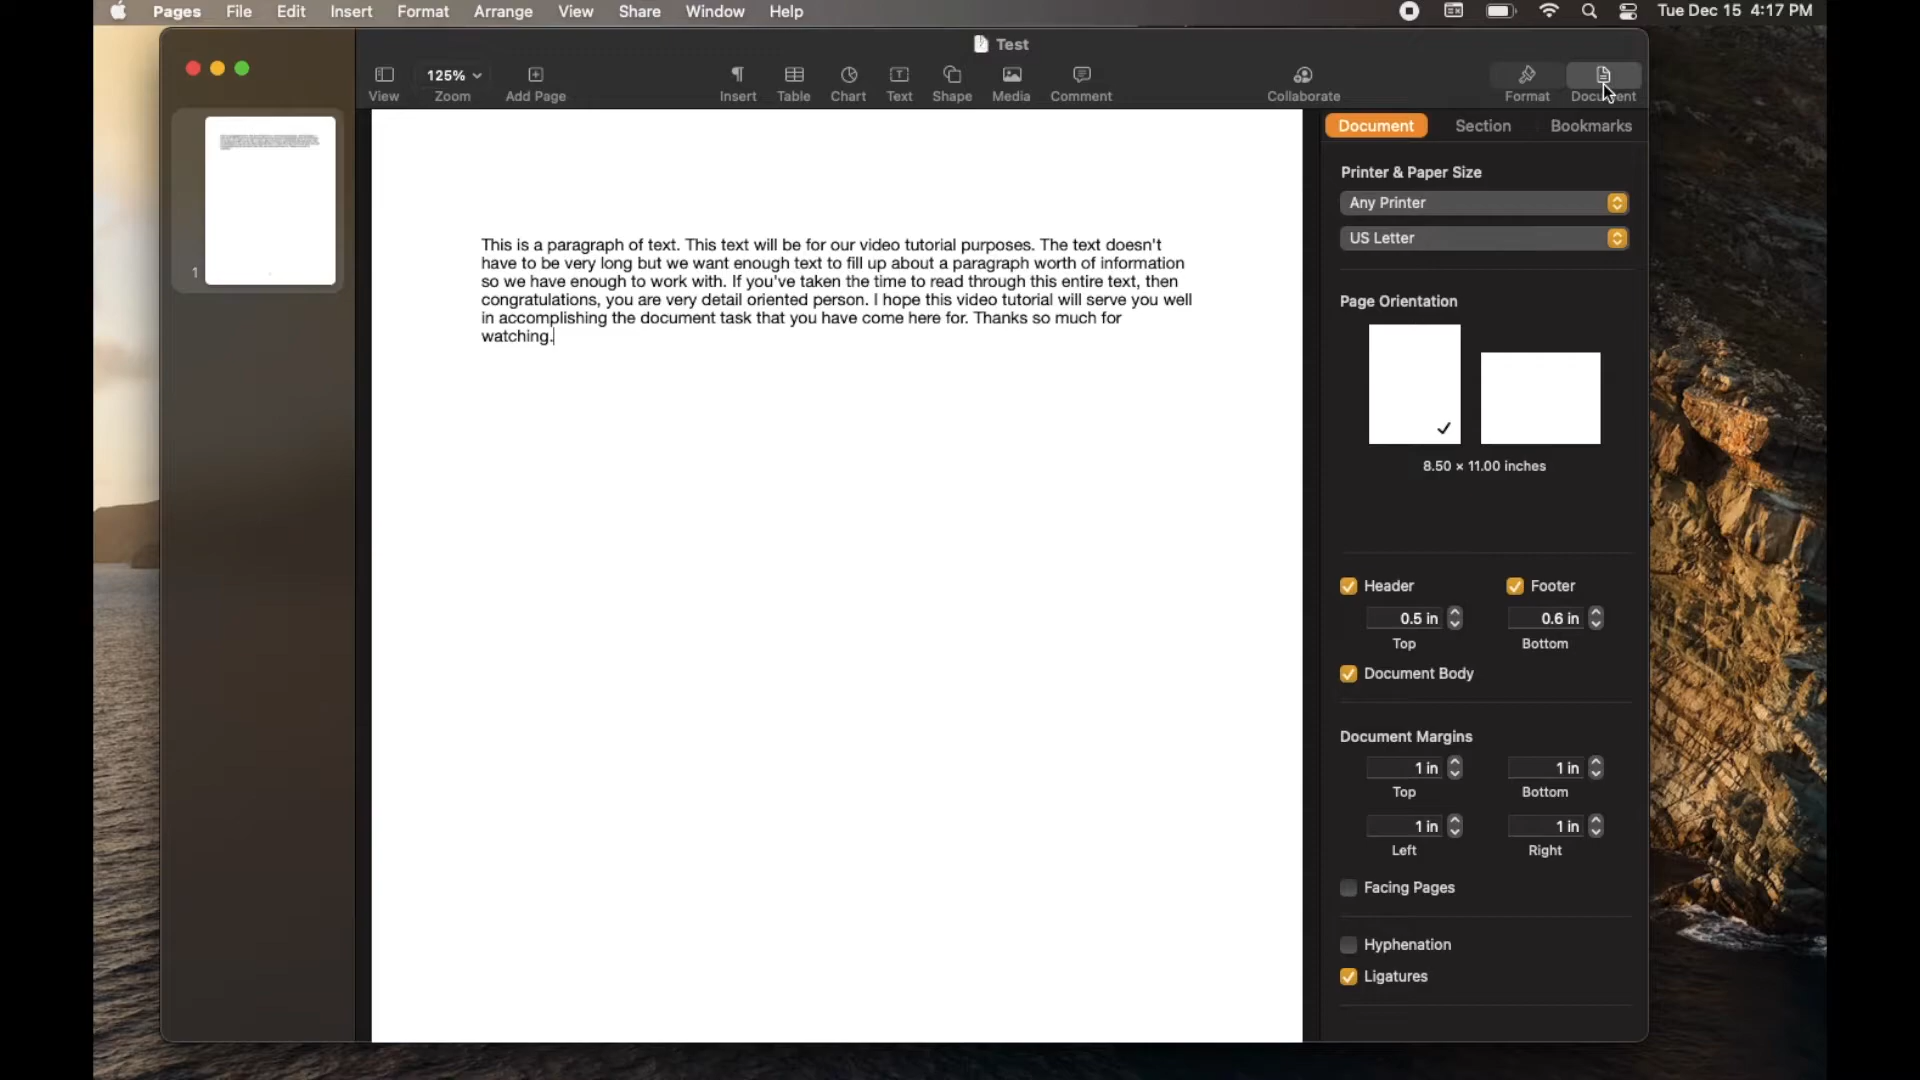 Pages File Edit Insert Format Arrange View Share Window Help Tue Dec 15 4:17 PM
Test
125%
View Zoom Add Page Insert Table Chart Text Shape Media Comment Collaborate Format Document
Document Section Bookmarks
1
This is a paragraph of text. This text will be for our video tutorial purposes. The text doesn't
have to be very long but we want enough text to fill up about a paragraph worth of information
so we have enough to work with. If you've taken the time to read through this entire text, then
congratulations, you are very detail oriented person. I hope this video tutorial will serve you well
in accomplishing the document task that you have come here for. Thanks so much for
watching.
Printer & Paper Size
Any Printer
US Letter
Page Orientation
8.50 × 11.00 inches
Header Footer
0.5 in 0.6 in
Top Bottom
Document Body
Document Margins
1 in 1 in
Top Bottom
1 in 1 in
Left Right
Facing Pages
Hyphenation
Ligatures